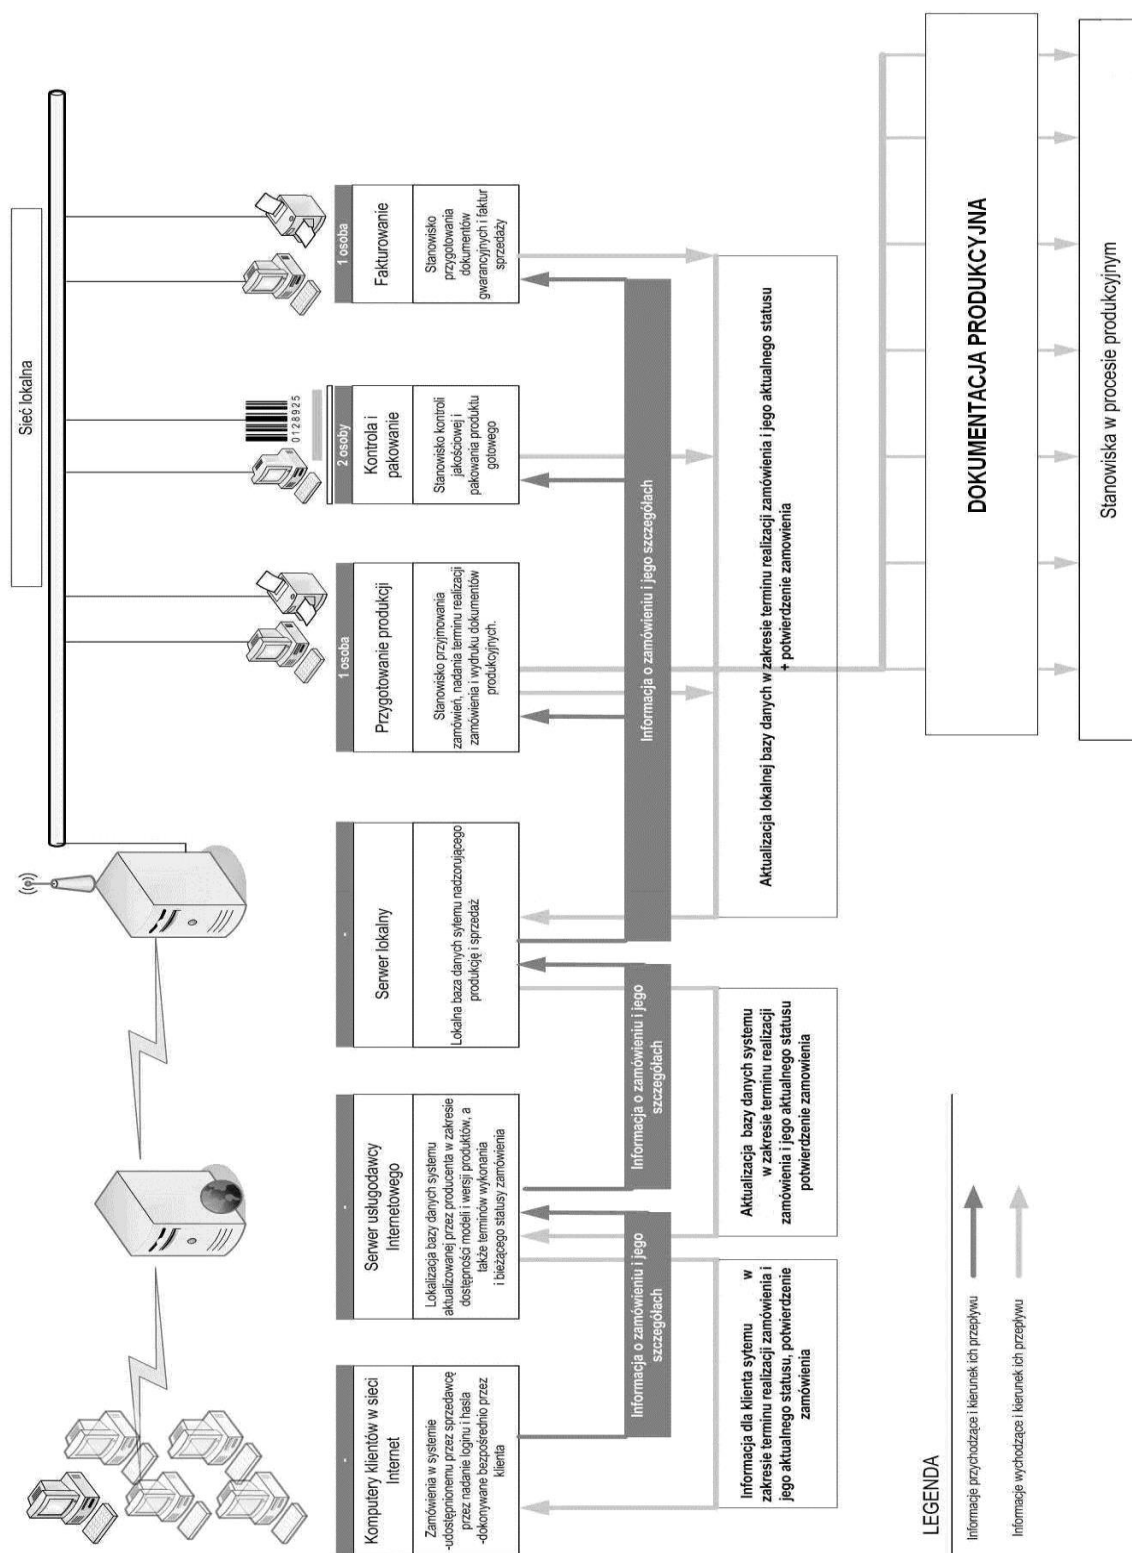 Sieć lokalna
-
Komputery klientów w sieci
Internet
Zamówienia w systemie
-udostępnionemu przez sprzedawcę
przez nadanie loginu i hasla
-dokonywane bezpośrednio przez
klienta
-
Serwer usługodawcy
Internetowego
Lokalizacja bazy danych systemu
aktualizowanej przez producenta w zakresie
dostępności modeli i wersji produktów, a
także terminów wykonania
i bieżącego statusy zamówienia
-
Serwer lokalny
Lokalna baza danych sytemu nadzorującego
produkcję i sprzedaż
1 osoba
Przygotowanie produkcji
Stanowisko przyjmowania
zamówień, nadania terminu realizacji
zamówienia i wydruku dokumentów
produkcyjnych.
0128925
2 osoby
Kontrola i
pakowanie
Stanowisko kontroli
jakościowej i
pakowania produktu
gotowego
1 osoba
Fakturowanie
Stanowisko
przygotowania
dokumentów
gwarancyjnych i faktur
sprzedaży
Informacja o zamówieniu i jego
szczegółach
Informacja o zamówieniu i jego
szczegółach
Informacja o zamówieniu i jego szczegółach
Informacja dla klienta sytemu w
zakresie terminu realizacji zamówienia i
jego aktualnego statusu, potwierdzenie
zamówienia
Aktualizacja bazy danych systemu
w zakresie terminu realizacji
zamówienia i jego aktualnego statusu
potwierdzenie zamowienia
Aktualizacja lokalnej bazy danych w zakresie terminu realizacji zamówienia i jego aktualnego statusu
+ potwierdzenie zamowienia
DOKUMENTACJA PRODUKCYJNA
Stanowiska w procesie produkcyjnym
LEGENDA
Informacje przychodzące i kierunek ich przepływu
Informacje wychodzące i kierunek ich przepływu